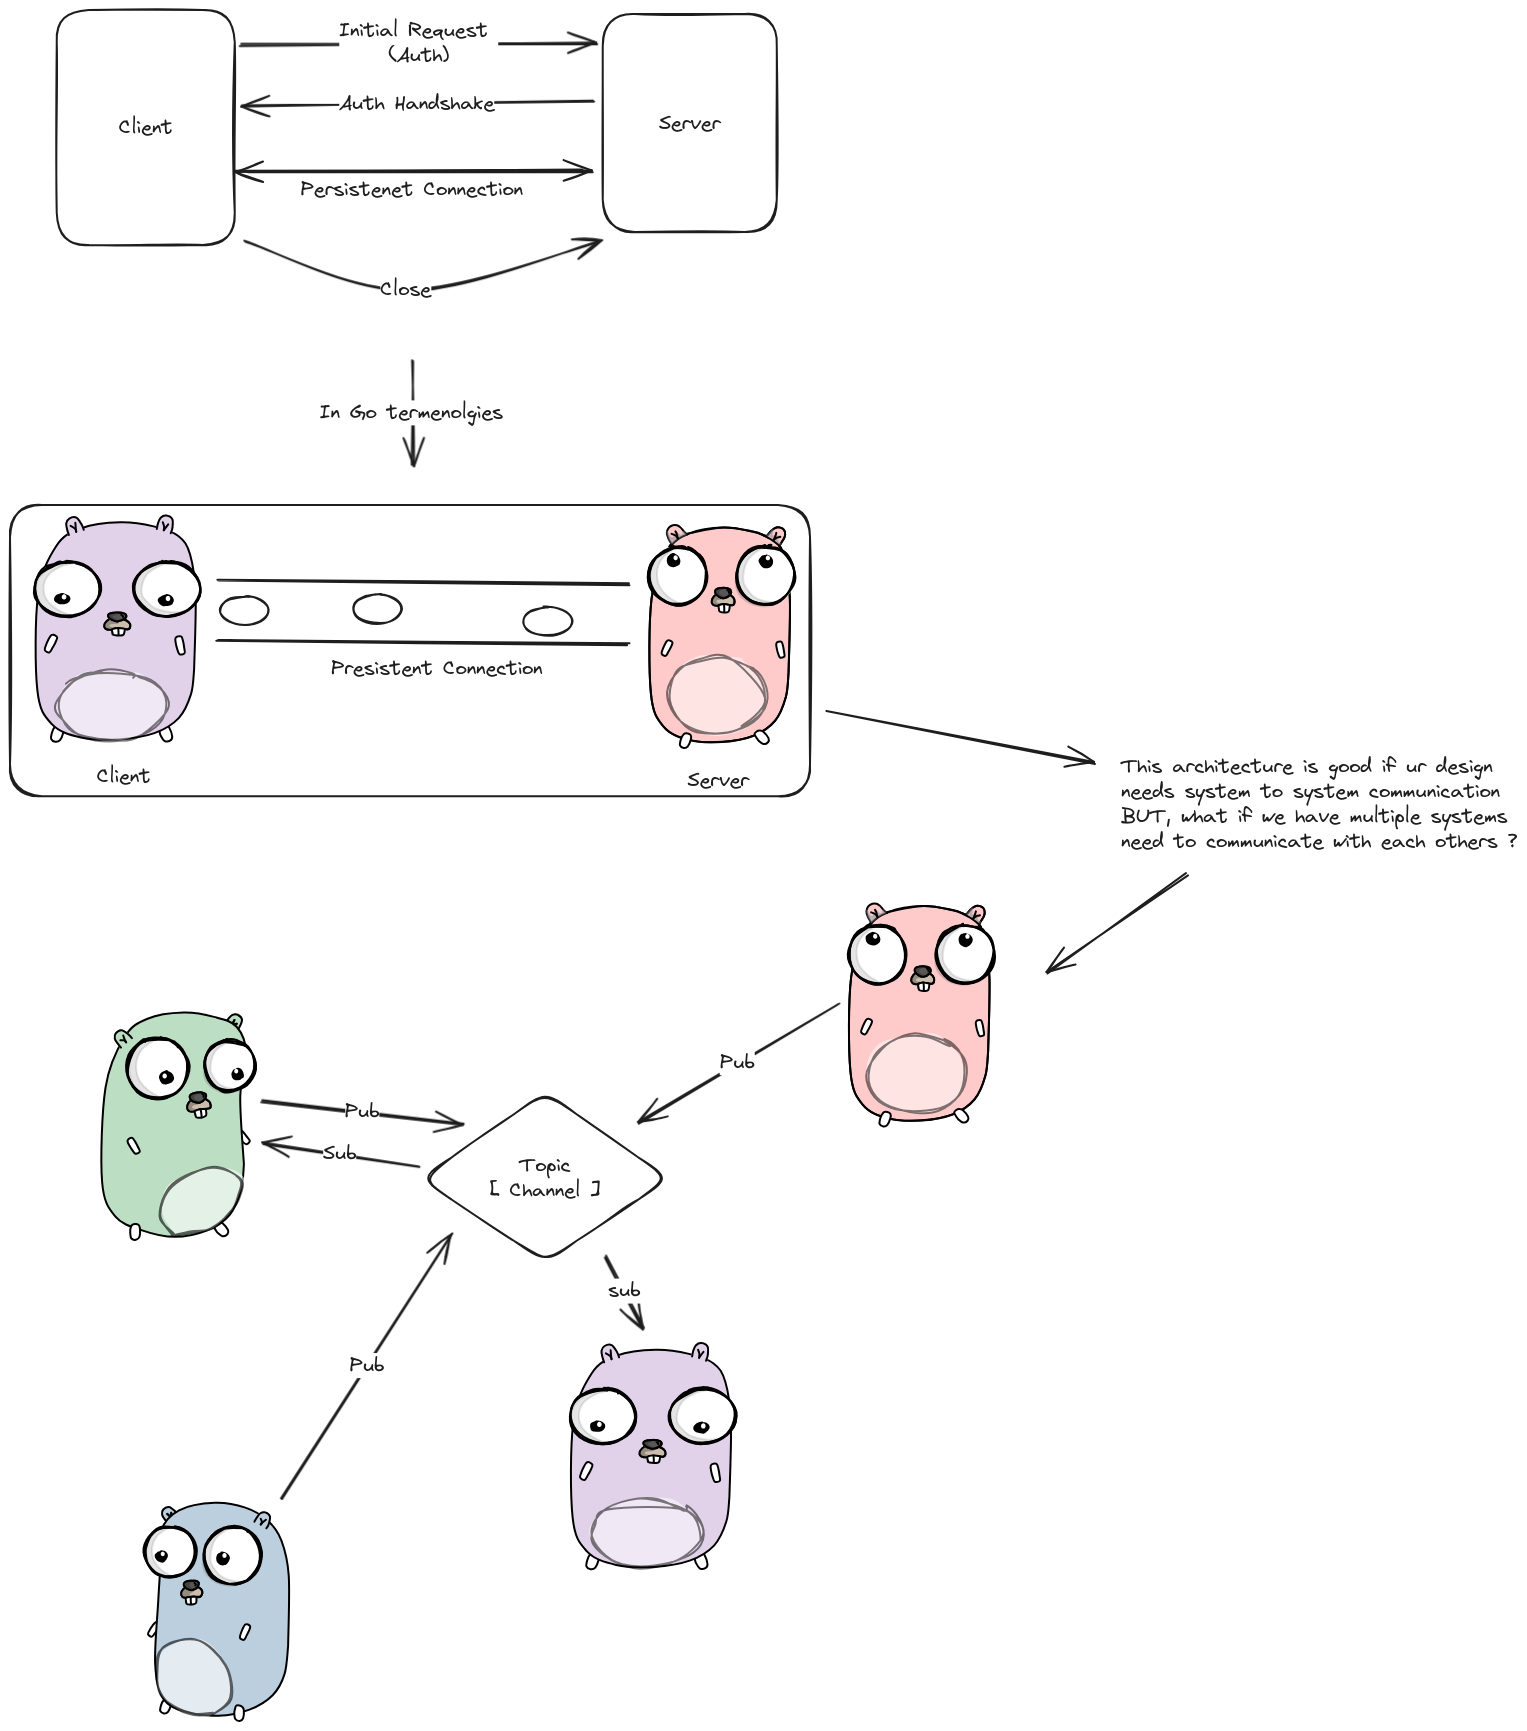 Initial Request
(Auth)
Auth Handshake
Client
Server
Persistenet Connection
Close
In Go termenolgies
Presistent Connection
Client
Server
This architecture is good if ur design
needs system to system communication
BUT, what if we have multiple systems
need to communicate with each others ?
Pub
Pub
Sub
Topic
[ Channel ]
sub
Pub